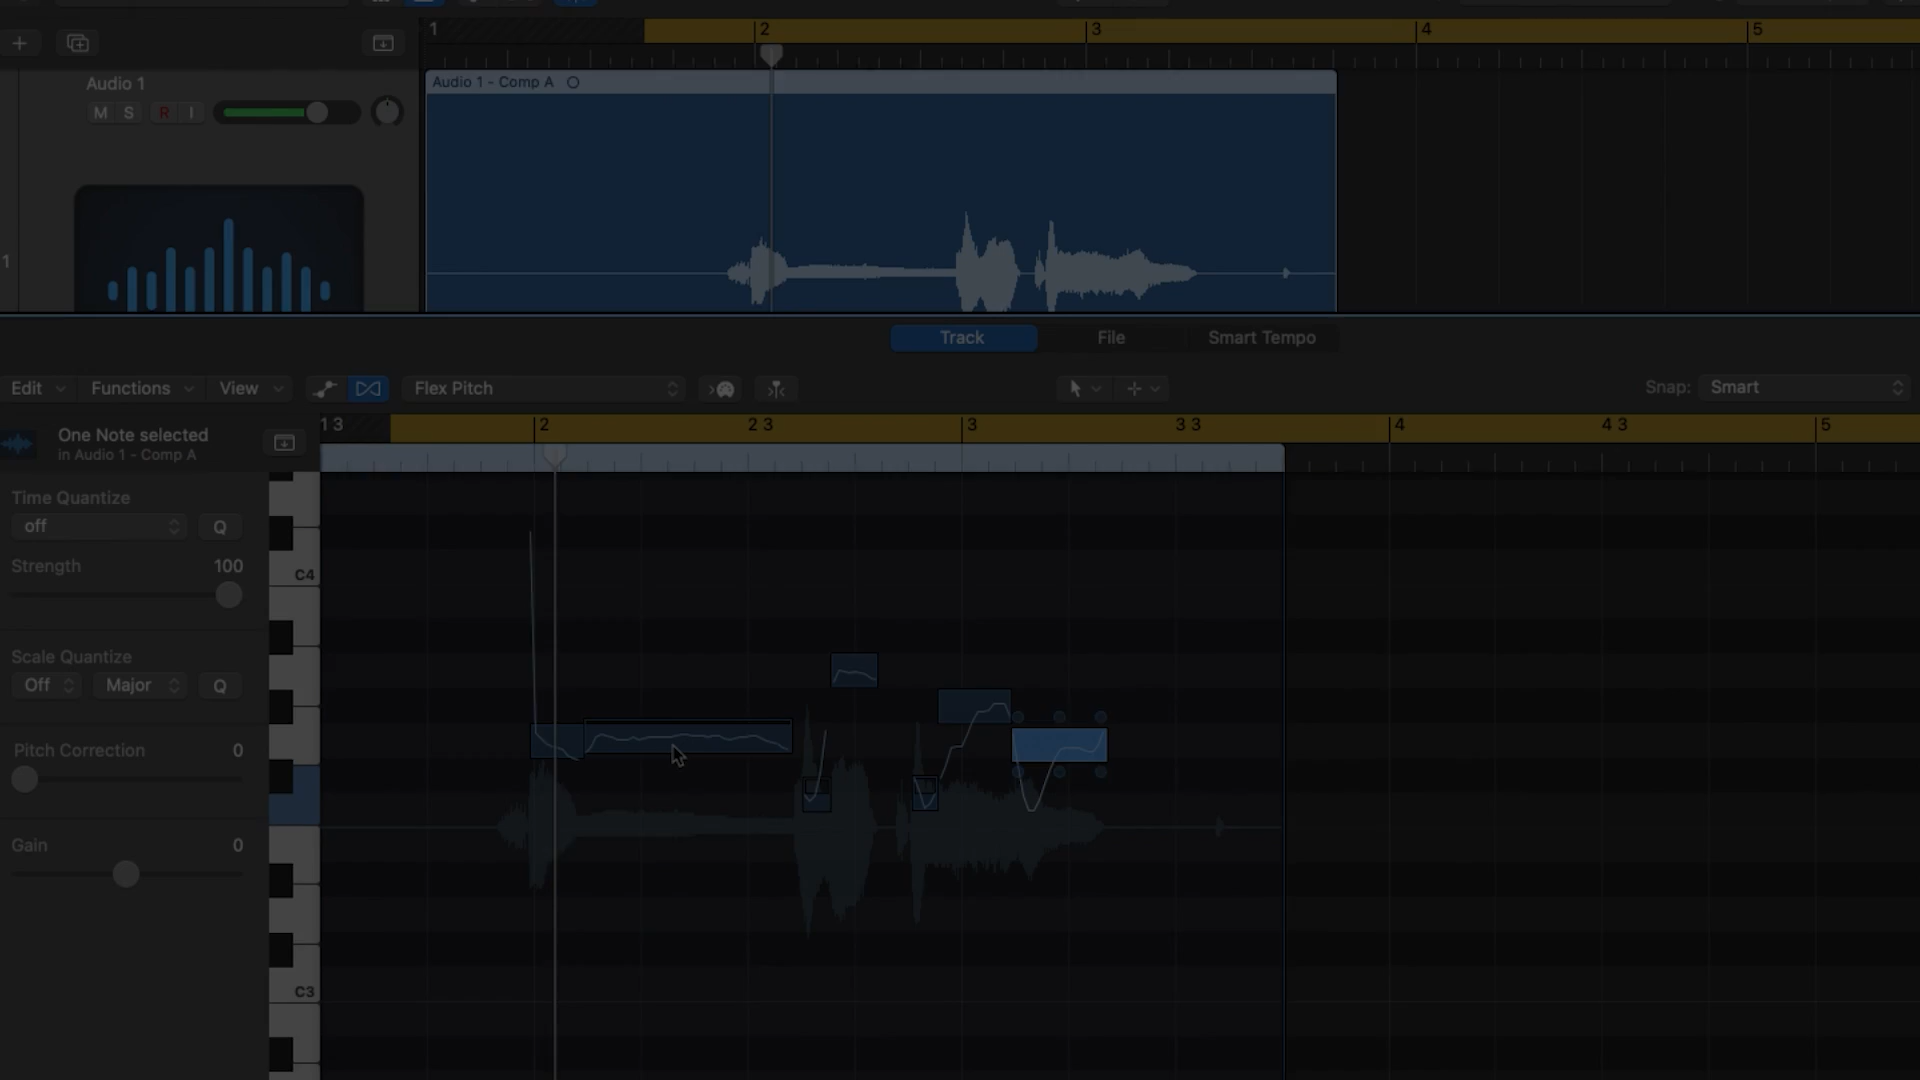 1 2 3 4 5
Audio 1
M S R I
Audio 1 - Comp A
1
Track File Smart Tempo
Edit Functions View Flex Pitch Snap: Smart
1 3 2 2 3 3 3 3 4 4 3 5
One Note selected
in Audio 1 - Comp A
Time Quantize
off Q
Strength 100
C4
Scale Quantize
Off Major Q
Pitch Correction 0
Gain 0
C3